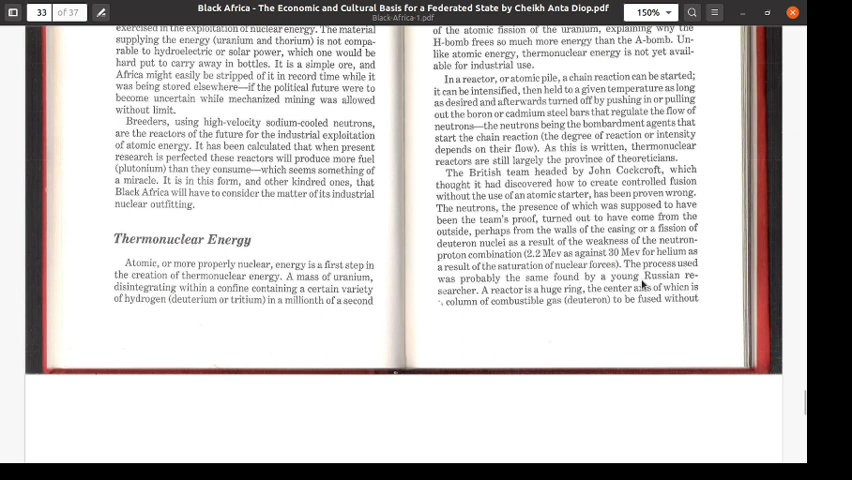 Black Africa - The Economic and Cultural Basis for a Federated State by Cheikh Anta Diop.pdf
Black-Africa-1.pdf
33
of 37
150%
exercised in the exploitation of nuclear energy. The material
supplying the energy (uranium and thorium) is not compa-
rable to hydroelectric or solar power, which one would be
hard put to carry away in bottles. It is a simple ore, and
Africa might easily be stripped of it in record time while it
was being stored elsewhere—if the political future were to
become uncertain while mechanized mining was allowed
without limit.
Breeders, using high-velocity sodium-cooled neutrons,
are the reactors of the future for the industrial exploitation
of atomic energy. It has been calculated that when present
research is perfected these reactors will produce more fuel
(plutonium) than they consume—which seems something of
a miracle. It is in this form, and other kindred ones, that
Black Africa will have to consider the matter of its industrial
nuclear outfitting.
Thermonuclear Energy
Atomic, or more properly nuclear, energy is a first step in
the creation of thermonuclear energy. A mass of uranium,
disintegrating within a confine containing a certain variety
of hydrogen (deuterium or tritium) in a millionth of a second
of the atomic fission of the uranium, explaining why the
H-bomb frees so much more energy than the A-bomb. Un-
like atomic energy, thermonuclear energy is not yet avail-
able for industrial use.
In a reactor, or atomic pile, a chain reaction can be started;
it can be intensified, then held to a given temperature as long
as desired and afterwards turned off by pushing in or pulling
out the boron or cadmium steel bars that regulate the flow of
neutrons—the neutrons being the bombardment agents that
start the chain reaction (the degree of reaction or intensity
depends on their flow). As this is written, thermonuclear
reactors are still largely the province of theoreticians.
The British team headed by John Cockcroft, which
thought it had discovered how to create controlled fusion
without the use of an atomic starter, has been proven wrong.
The neutrons, the presence of which was supposed to have
been the team's proof, turned out to have come from the
outside, perhaps from the walls of the casing or a fission of
deuteron nuclei as a result of the weakness of the neutron-
proton combination (2.2 Mev as against 30 Mev for helium as
a result of the saturation of nuclear forces). The process used
was probably the same found by a young Russian re-
searcher. A reactor is a huge ring, the center axis of which is
column of combustible gas (deuteron) to be fused without